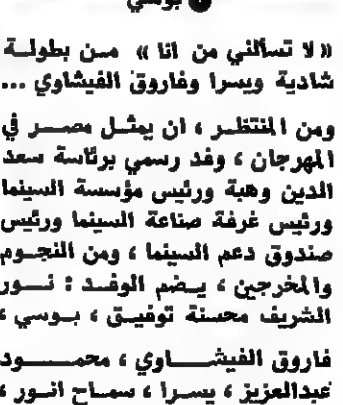 بوسي
« لا تسألني من انا » من بطولة
شادية ويسرا وفاروق الفيشاوي ...
ومن المنتظر ، ان يمثل مصر في
المهرجان ، وفد رسمي برئاسة سعد
الدين وهبة ورئيس مؤسسة السينما
ورئيس غرفة صناعة السينما ورئيس
صندوق دعم السينما ، ومن النجوم
والمخرجين ، يضم الوفد : نور
الشريف محسنة توفيق ، بوسي ،
فاروق الفيشاوي ، محمود
عبدالعزيز ، يسرا ، سماح انور ،